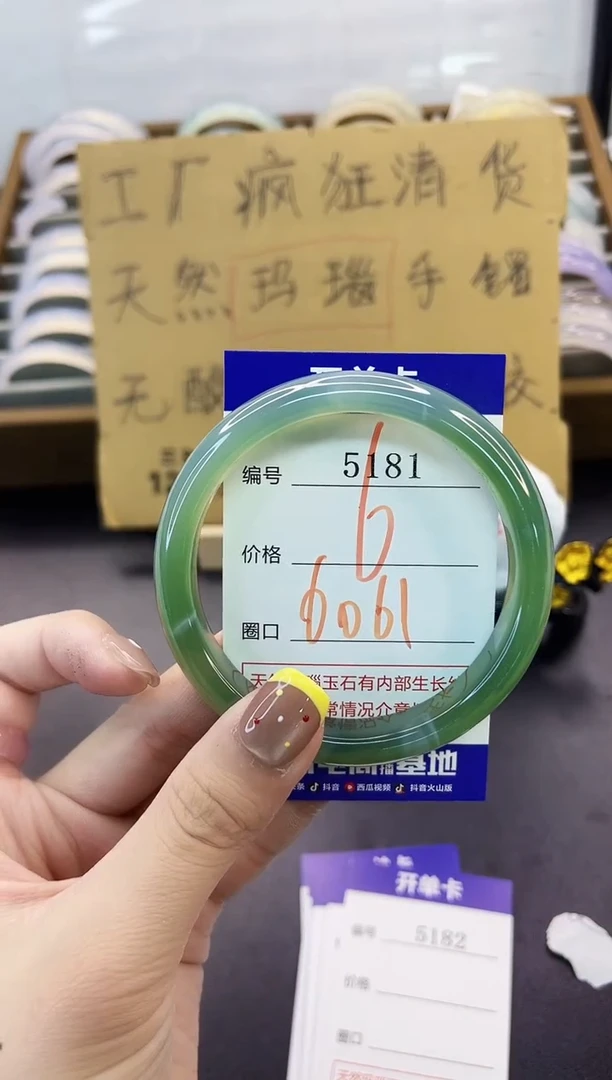 工厂疯狂清货
天然玛瑙手镯
无酸
开单卡
编号 5181
6
价格
圈口 6061
玉石有内部生长
常情况介意
基地
抖音 西瓜视频 抖音火山版
开单卡
编号 5182
价格
圈口